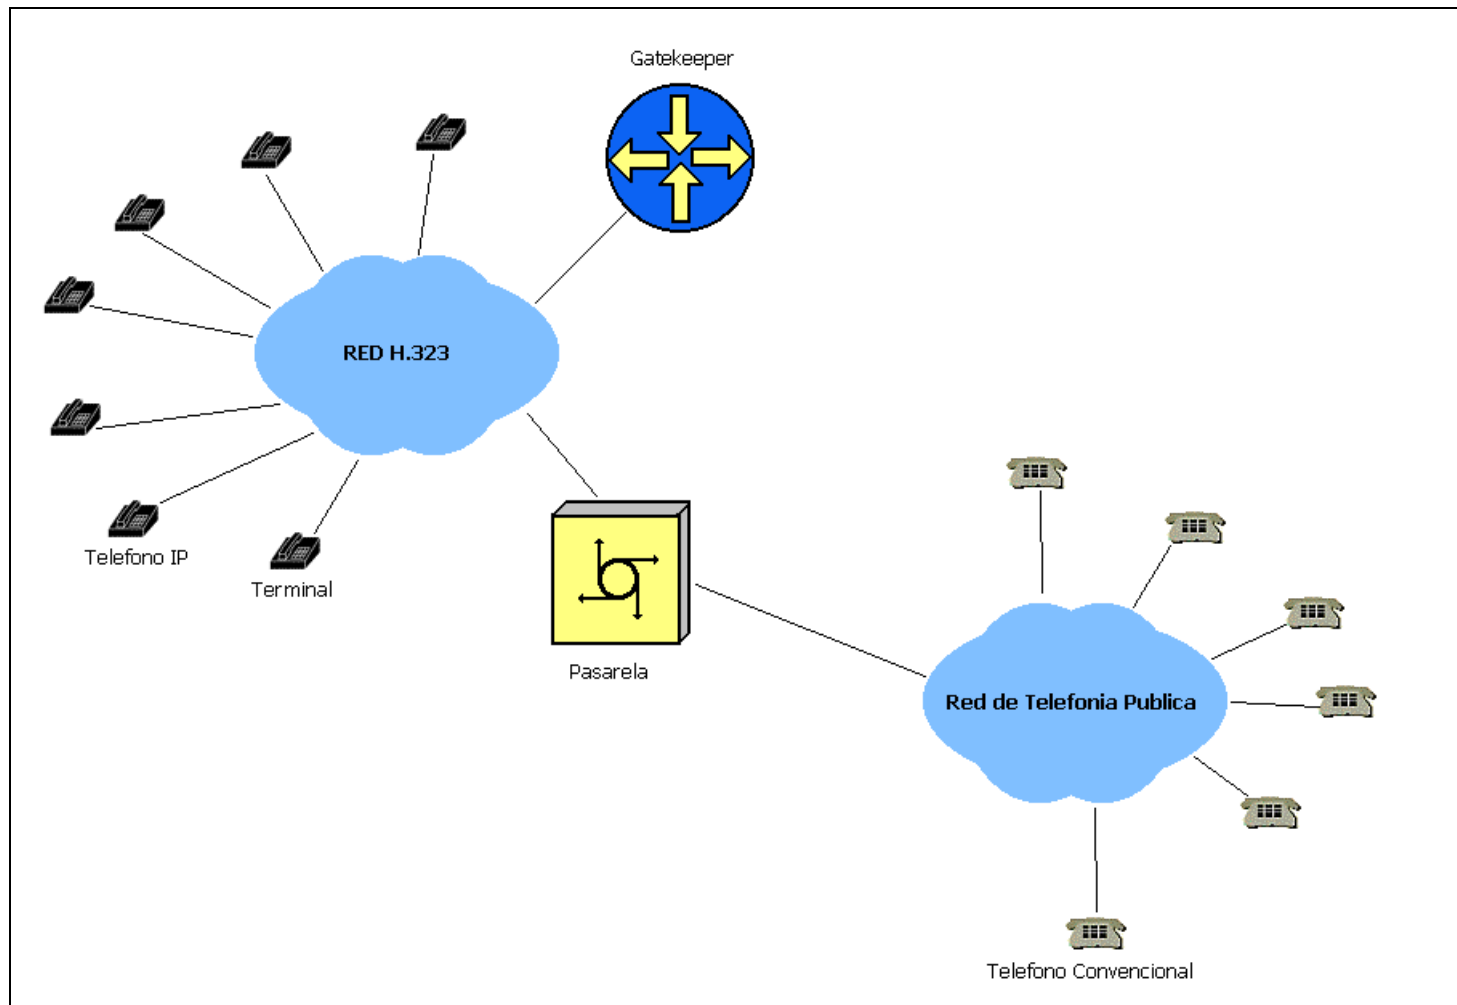 Gatekeeper
RED H.323
Telefono IP
Terminal
Pasarela
Red de Telefonia Publica
Telefono Convencional